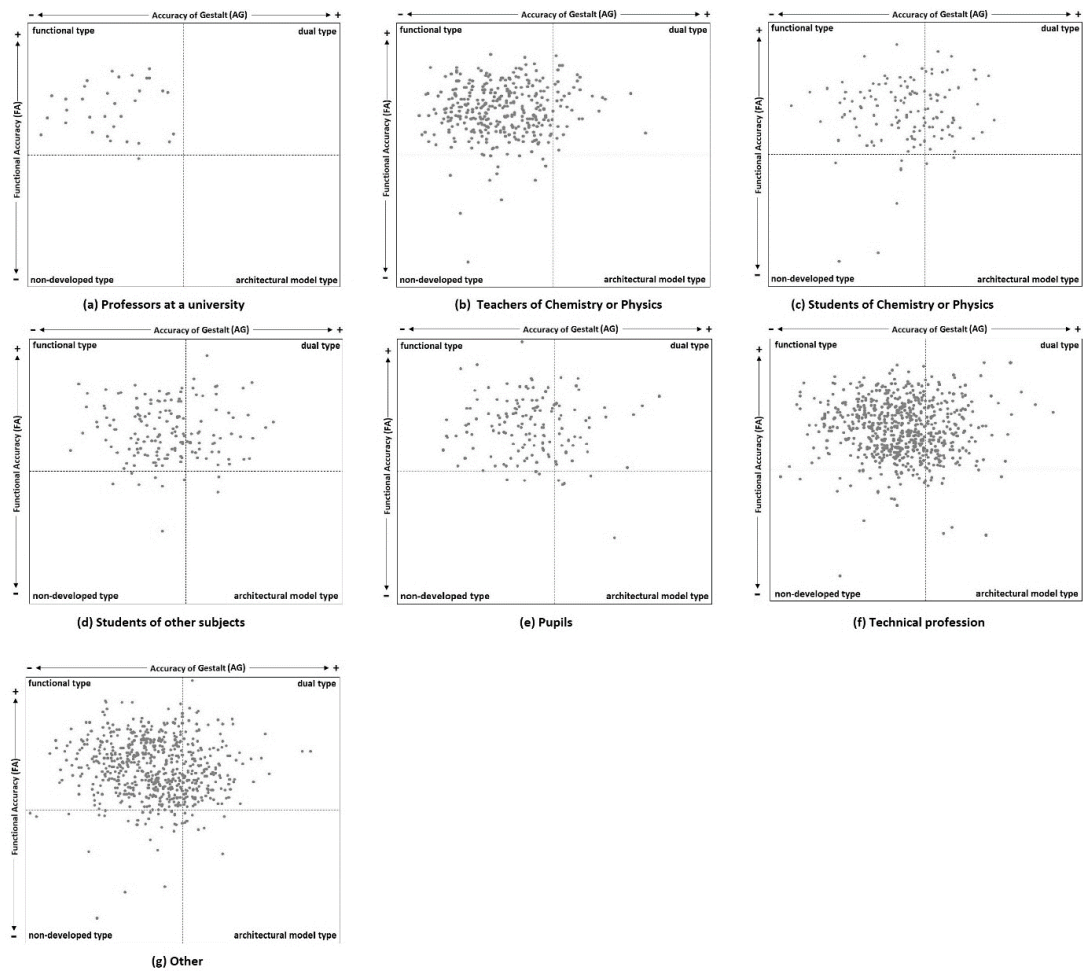 - Accuracy of Gestalt (AG) +
- Accuracy of Gestalt (AG) +
- Accuracy of Gestalt (AG) +
+ Functional Accuracy (FA) -
functional type dual type
non-developed type architectural model type
+ Functional Accuracy (FA) -
functional type dual type
non-developed type architectural model type
+ Functional Accuracy (FA) -
functional type dual type
non-developed type architectural model type
(a) Professors at a university
(b) Teachers of Chemistry or Physics
(c) Students of Chemistry or Physics
- Accuracy of Gestalt (AG) +
- Accuracy of Gestalt (AG) +
- Accuracy of Gestalt (AG) +
+ Functional Accuracy (FA) -
functional type dual type
non-developed type architectural model type
+ Functional Accuracy (FA) -
functional type dual type
non-developed type architectural model type
+ Functional Accuracy (FA) -
functional type dual type
non-developed type architectural model type
(d) Students of other subjects
(e) Pupils
(f) Technical profession
- Accuracy of Gestalt (AG) +
+ Functional Accuracy (FA) -
functional type dual type
non-developed type architectural model type
(g) Other